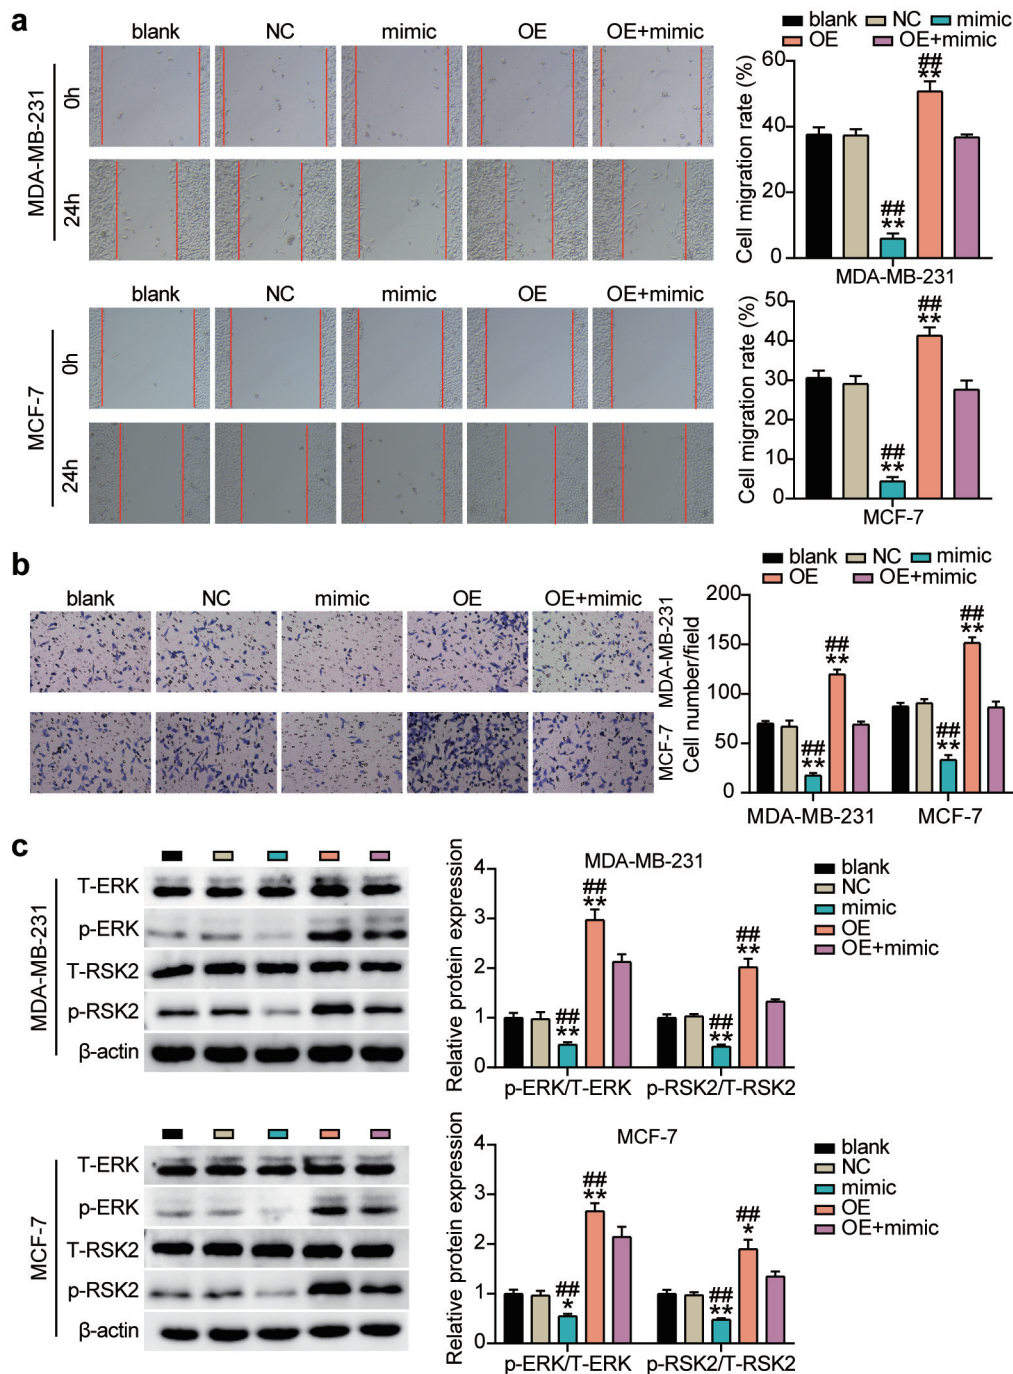 a
blank NC mimic OE OE+mimic
MDA-MB-231
0h
24h
blank NC mimic
OE OE+mimic
Cell migration rate (%)
60
40
20
0
##
**
##
**
MDA-MB-231
blank NC mimic OE OE+mimic
MCF-7
0h
24h
Cell migration rate (%)
50
40
30
20
10
0
##
**
##
**
MCF-7
b
blank NC mimic OE OE+mimic
MDA-MB-231
MCF-7
blank NC mimic
OE OE+mimic
Cell number/field
200
150
100
50
0
##
**
##
**
##
**
##
**
MDA-MB-231 MCF-7
c
MDA-MB-231
T-ERK
p-ERK
T-RSK2
p-RSK2
β-actin
MDA-MB-231
Relative protein expression
4
3
2
1
0
##
**
##
**
##
**
##
**
p-ERK/T-ERK p-RSK2/T-RSK2
blank
NC
mimic
OE
OE+mimic
MCF-7
T-ERK
p-ERK
T-RSK2
p-RSK2
β-actin
MCF-7
Relative protein expression
4
3
2
1
0
##
*
##
**
##
**
##
*
p-ERK/T-ERK p-RSK2/T-RSK2
blank
NC
mimic
OE
OE+mimic